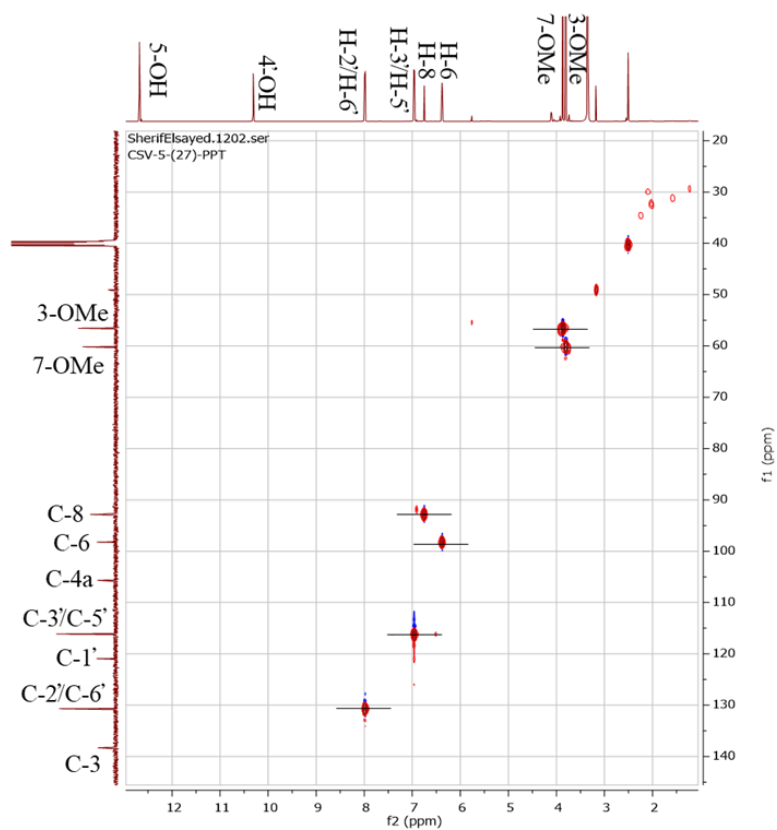 5-OH
4'-OH
H-2'/H-6'
H-3'/H-5'
H-8
H-6
7-OMe
3-OMe
SherifElsayed.1202.ser
CSV-5-(27)-PPT
3-OMe
7-OMe
C-8
C-6
C-4a
C-3'/C-5'
C-1'
C-2'/C-6'
C-3
20
30
40
50
60
70
80
90
100
110
120
130
140
f1 (ppm)
12 11 10 9 8 7 6 5 4 3 2
f2 (ppm)